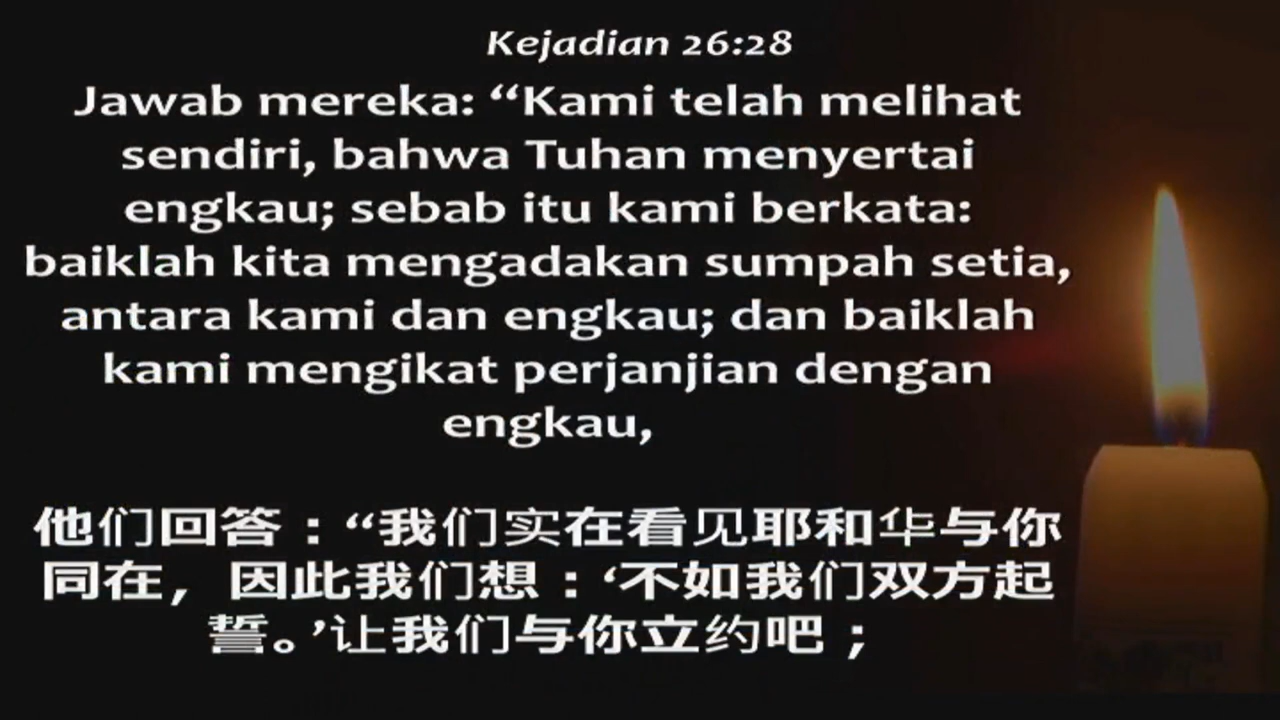 Kejadian 26:28
Jawab mereka: “Kami telah melihat
sendiri, bahwa Tuhan menyertai
engkau; sebab itu kami berkata:
baiklah kita mengadakan sumpah setia,
antara kami dan engkau; dan baiklah
kami mengikat perjanjian dengan
engkau,
他们回答：“我们实在看见耶和华与你
同在，因此我们想：‘不如我们双方起
誓。’让我们与你立约吧；